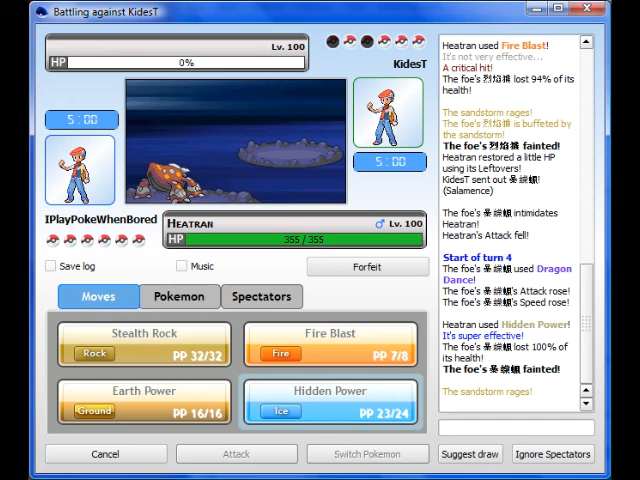 Battling against KidesT
Lv. 100
HP
0%
KidesT
5:00
5:00
IPlayPokeWhenBored
HEATRAN
♂ Lv. 100
HP
355 / 355
Save log
Music
Forfeit
Moves
Pokemon
Spectators
Stealth Rock
Rock
PP 32/32
Fire Blast
Fire
PP 7/8
Earth Power
Ground
PP 16/16
Hidden Power
Ice
PP 23/24
Cancel
Attack
Switch Pokemon
Heatran used Fire Blast!
It's not very effective...
A critical hit!
The foe's 烈焰猴 lost 94% of its
health!
The sandstorm rages!
The foe's 烈焰猴 is buffeted by
the sandstorm!
The foe's 烈焰猴 fainted!
Heatran restored a little HP
using its Leftovers!
KidesT sent out 暴蝾螈!
(Salamence)
The foe's 暴蝾螈 intimidates
Heatran!
Heatran's Attack fell!
Start of turn 4
The foe's 暴蝾螈 used Dragon
Dance!
The foe's 暴蝾螈's Attack rose!
The foe's 暴蝾螈's Speed rose!
Heatran used Hidden Power!
It's super effective!
The foe's 暴蝾螈 lost 100% of
its health!
The foe's 暴蝾螈 fainted!
The sandstorm rages!
Suggest draw
Ignore Spectators